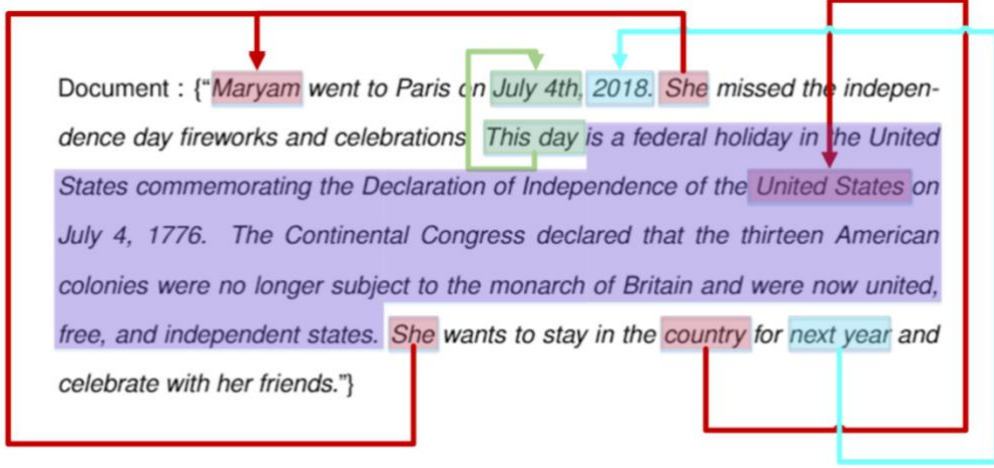 Document : {“Maryam went to Paris on July 4th, 2018. She missed the indepen-
dence day fireworks and celebrations. This day is a federal holiday in the United
States commemorating the Declaration of Independence of the United States on
July 4, 1776. The Continental Congress declared that the thirteen American
colonies were no longer subject to the monarch of Britain and were now united,
free, and independent states. She wants to stay in the country for next year and
celebrate with her friends.”}